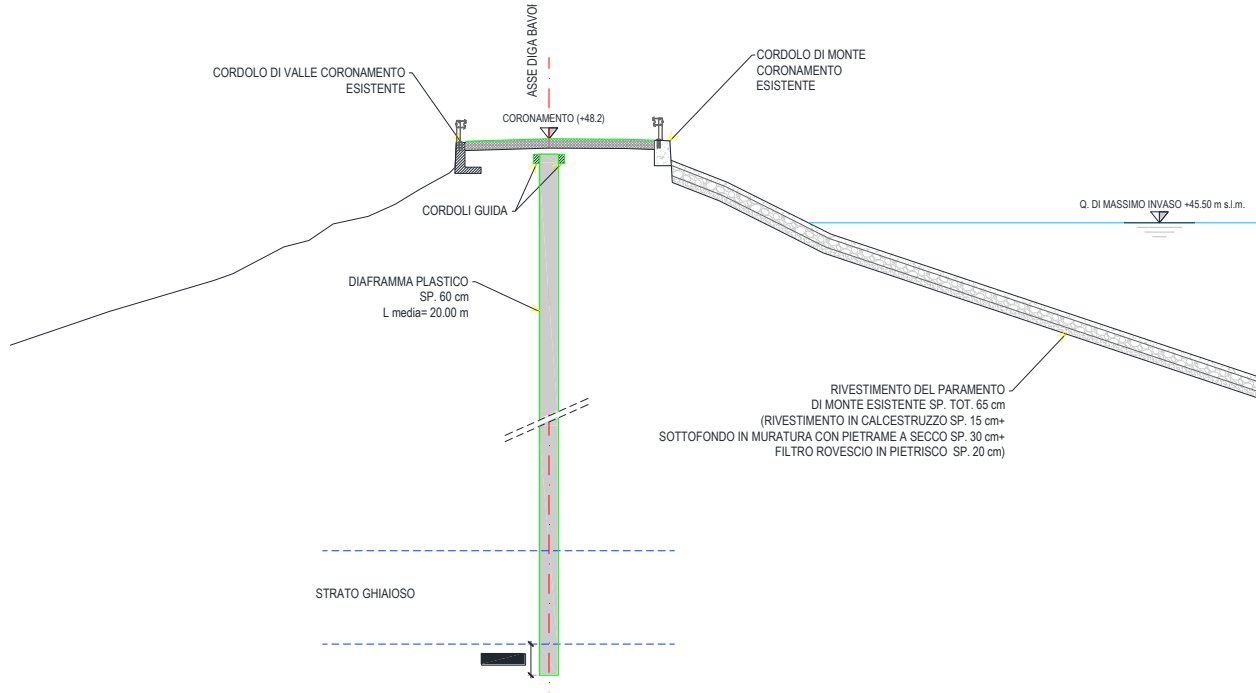 ASSE DIGA
CORDOLO DI VALLE CORONAMENTO
ESISTENTE
CORDOLO DI MONTE
CORONAMENTO
ESISTENTE
CORONAMENTO (+48.2)
CORDOLI GUIDA
Q. DI MASSIMO INVASO +45.50 m s.l.m.
DIAFRAMMA PLASTICO
SP. 60 cm
L media= 20.00 m
RIVESTIMENTO DEL PARAMENTO
DI MONTE ESISTENTE SP. TOT. 65 cm
(RIVESTIMENTO IN CALCESTRUZZO SP. 15 cm+
SOTTOFONDO IN MURATURA CON PIETRAME A SECCO SP. 30 cm+
FILTRO ROVESCIO IN PIETRISCO SP. 20 cm)
STRATO GHIAIOSO